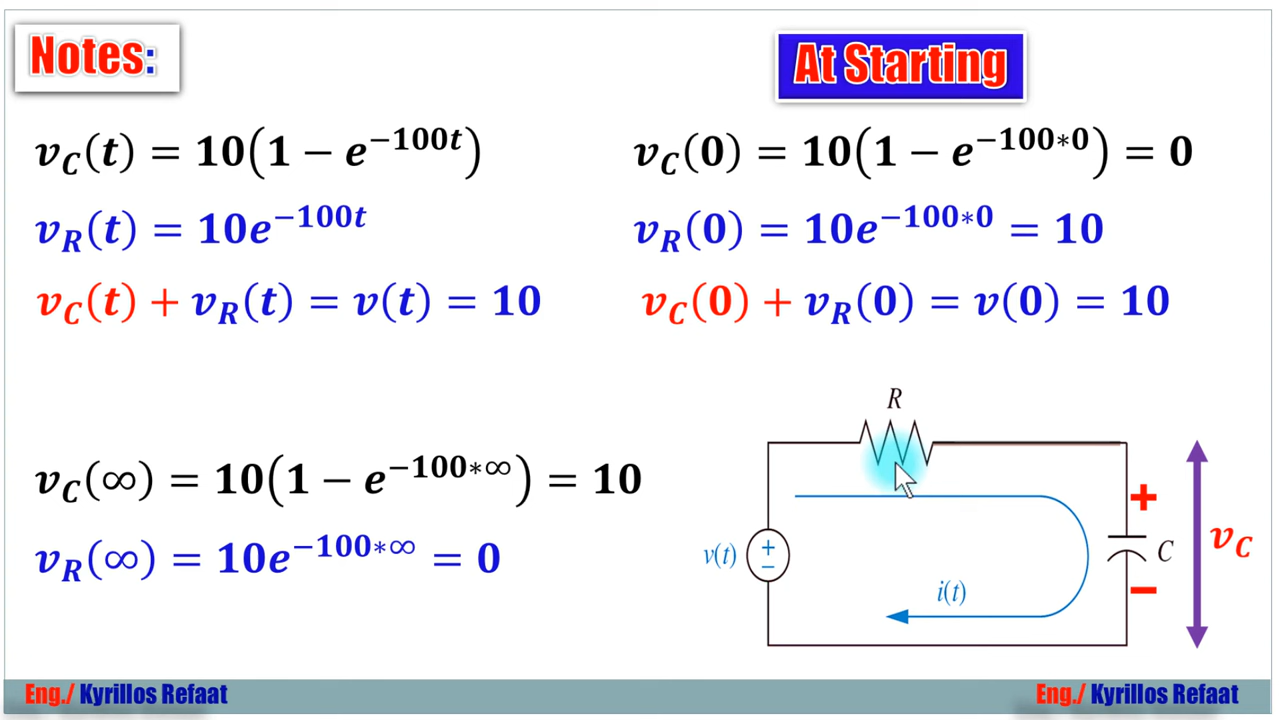 Notes:
At Starting
v_C(t) = 10(1 − e^{−100t})
v_R(t) = 10e^{−100t}
v_C(t) + v_R(t) = v(t) = 10
v_C(0) = 10(1 − e^{−100*0}) = 0
v_R(0) = 10e^{−100*0} = 10
v_C(0) + v_R(0) = v(0) = 10
v_C(∞) = 10(1 − e^{−100*∞}) = 10
v_R(∞) = 10e^{−100*∞} = 0
R
+
v(t)
+
−
C
v_C
−
i(t)
Eng./ Kyrillos Refaat
Eng./ Kyrillos Refaat